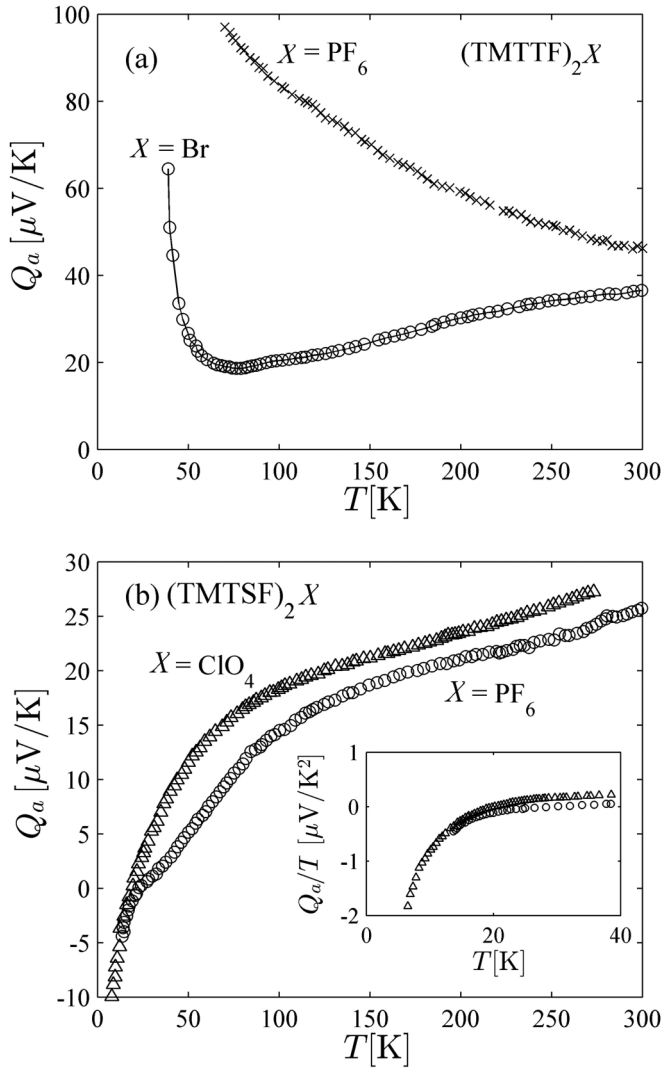 100
80
60
40
20
0
Qₐ [µV/K]
(a)
X = PF₆
(TMTTF)₂X
X = Br
0 50 100 150 200 250 300
T[K]
30
25
20
15
10
5
0
-5
-10
Qₐ [µV/K]
(b) (TMTSF)₂X
X = ClO₄
X = PF₆
1
0
-1
-2
Qₐ/T [µV/K²]
0 20 40
T[K]
0 50 100 150 200 250 300
T[K]